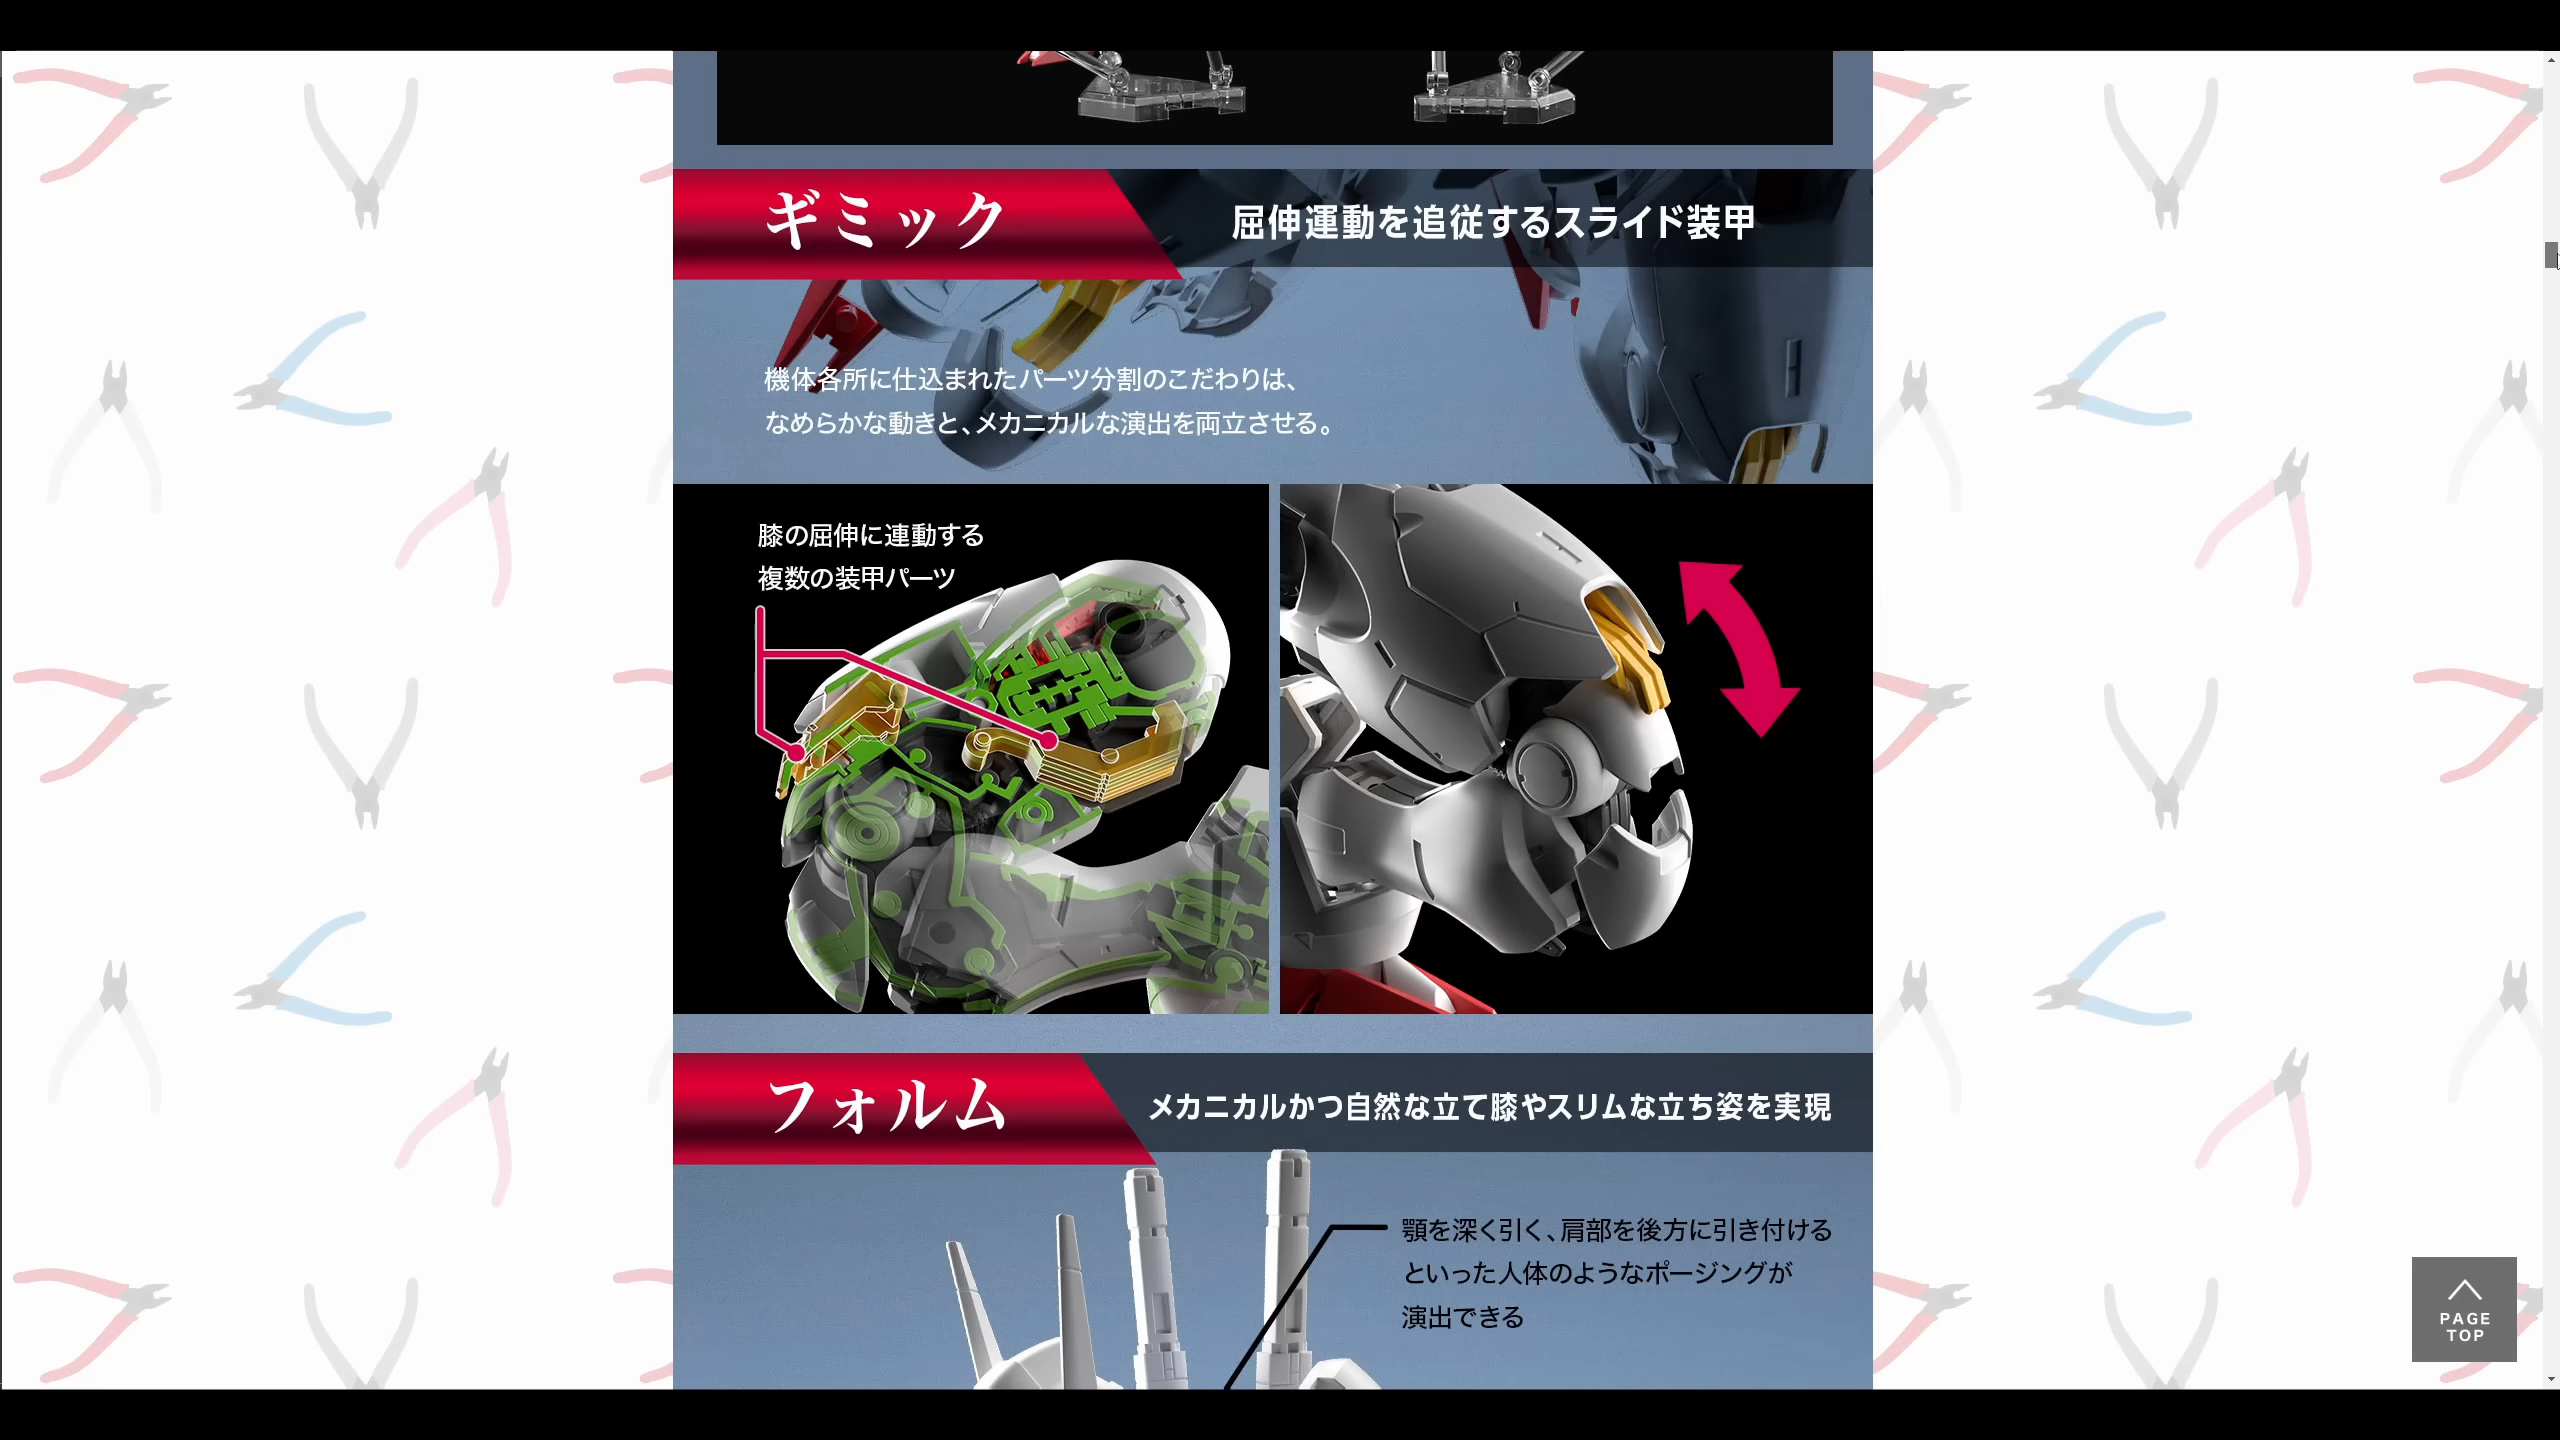 ギミック
屈伸運動を追従するスライド装甲
機体各所に仕込まれたパーツ分割のこだわりは、
なめらかな動きと、メカニカルな演出を両立させる。
膝の屈伸に連動する
複数の装甲パーツ
フォルム
メカニカルかつ自然な立て膝やスリムな立ち姿を実現
顎を深く引く、肩部を後方に引き付ける
といった人体のようなポージングが
演出できる
PAGE
TOP